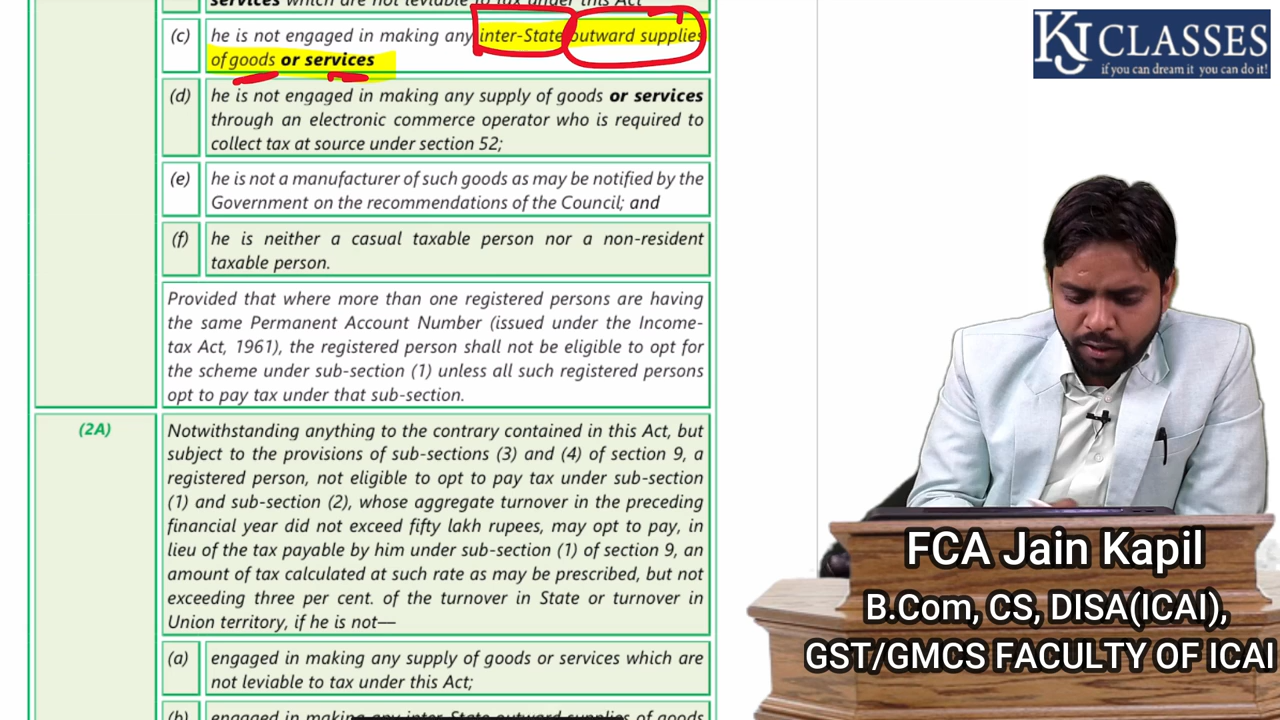 services which are not leviable to tax under this Act
(c) he is not engaged in making any inter-State outward supplies
of goods or services
(d) he is not engaged in making any supply of goods or services
through an electronic commerce operator who is required to
collect tax at source under section 52;
(e) he is not a manufacturer of such goods as may be notified by the
Government on the recommendations of the Council; and
(f) he is neither a casual taxable person nor a non-resident
taxable person.
Provided that where more than one registered persons are having
the same Permanent Account Number (issued under the Income-
tax Act, 1961), the registered person shall not be eligible to opt for
the scheme under sub-section (1) unless all such registered persons
opt to pay tax under that sub-section.
(2A) Notwithstanding anything to the contrary contained in this Act, but
subject to the provisions of sub-sections (3) and (4) of section 9, a
registered person, not eligible to opt to pay tax under sub-section
(1) and sub-section (2), whose aggregate turnover in the preceding
financial year did not exceed fifty lakh rupees, may opt to pay, in
lieu of the tax payable by him under sub-section (1) of section 9, an
amount of tax calculated at such rate as may be prescribed, but not
exceeding three per cent. of the turnover in State or turnover in
Union territory, if he is not—
(a) engaged in making any supply of goods or services which are
not leviable to tax under this Act;
(b) engaged in making any inter-State outward supplies of goods
KJ CLASSES
if you can dream it you can do it!
FCA Jain Kapil
B.Com, CS, DISA(ICAI),
GST/GMCS FACULTY OF ICAI